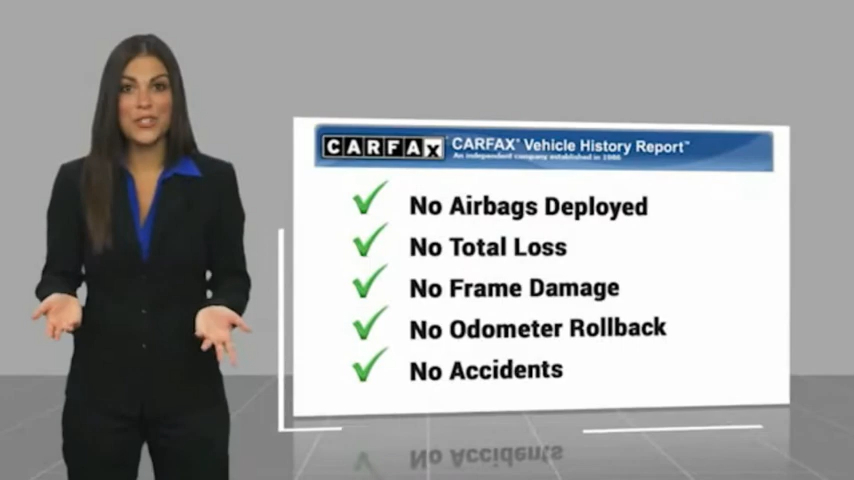 CARFAX CARFAX® Vehicle History Report™
An independent company established in 1986
No Airbags Deployed
No Total Loss
No Frame Damage
No Odometer Rollback
No Accidents
No Accidents